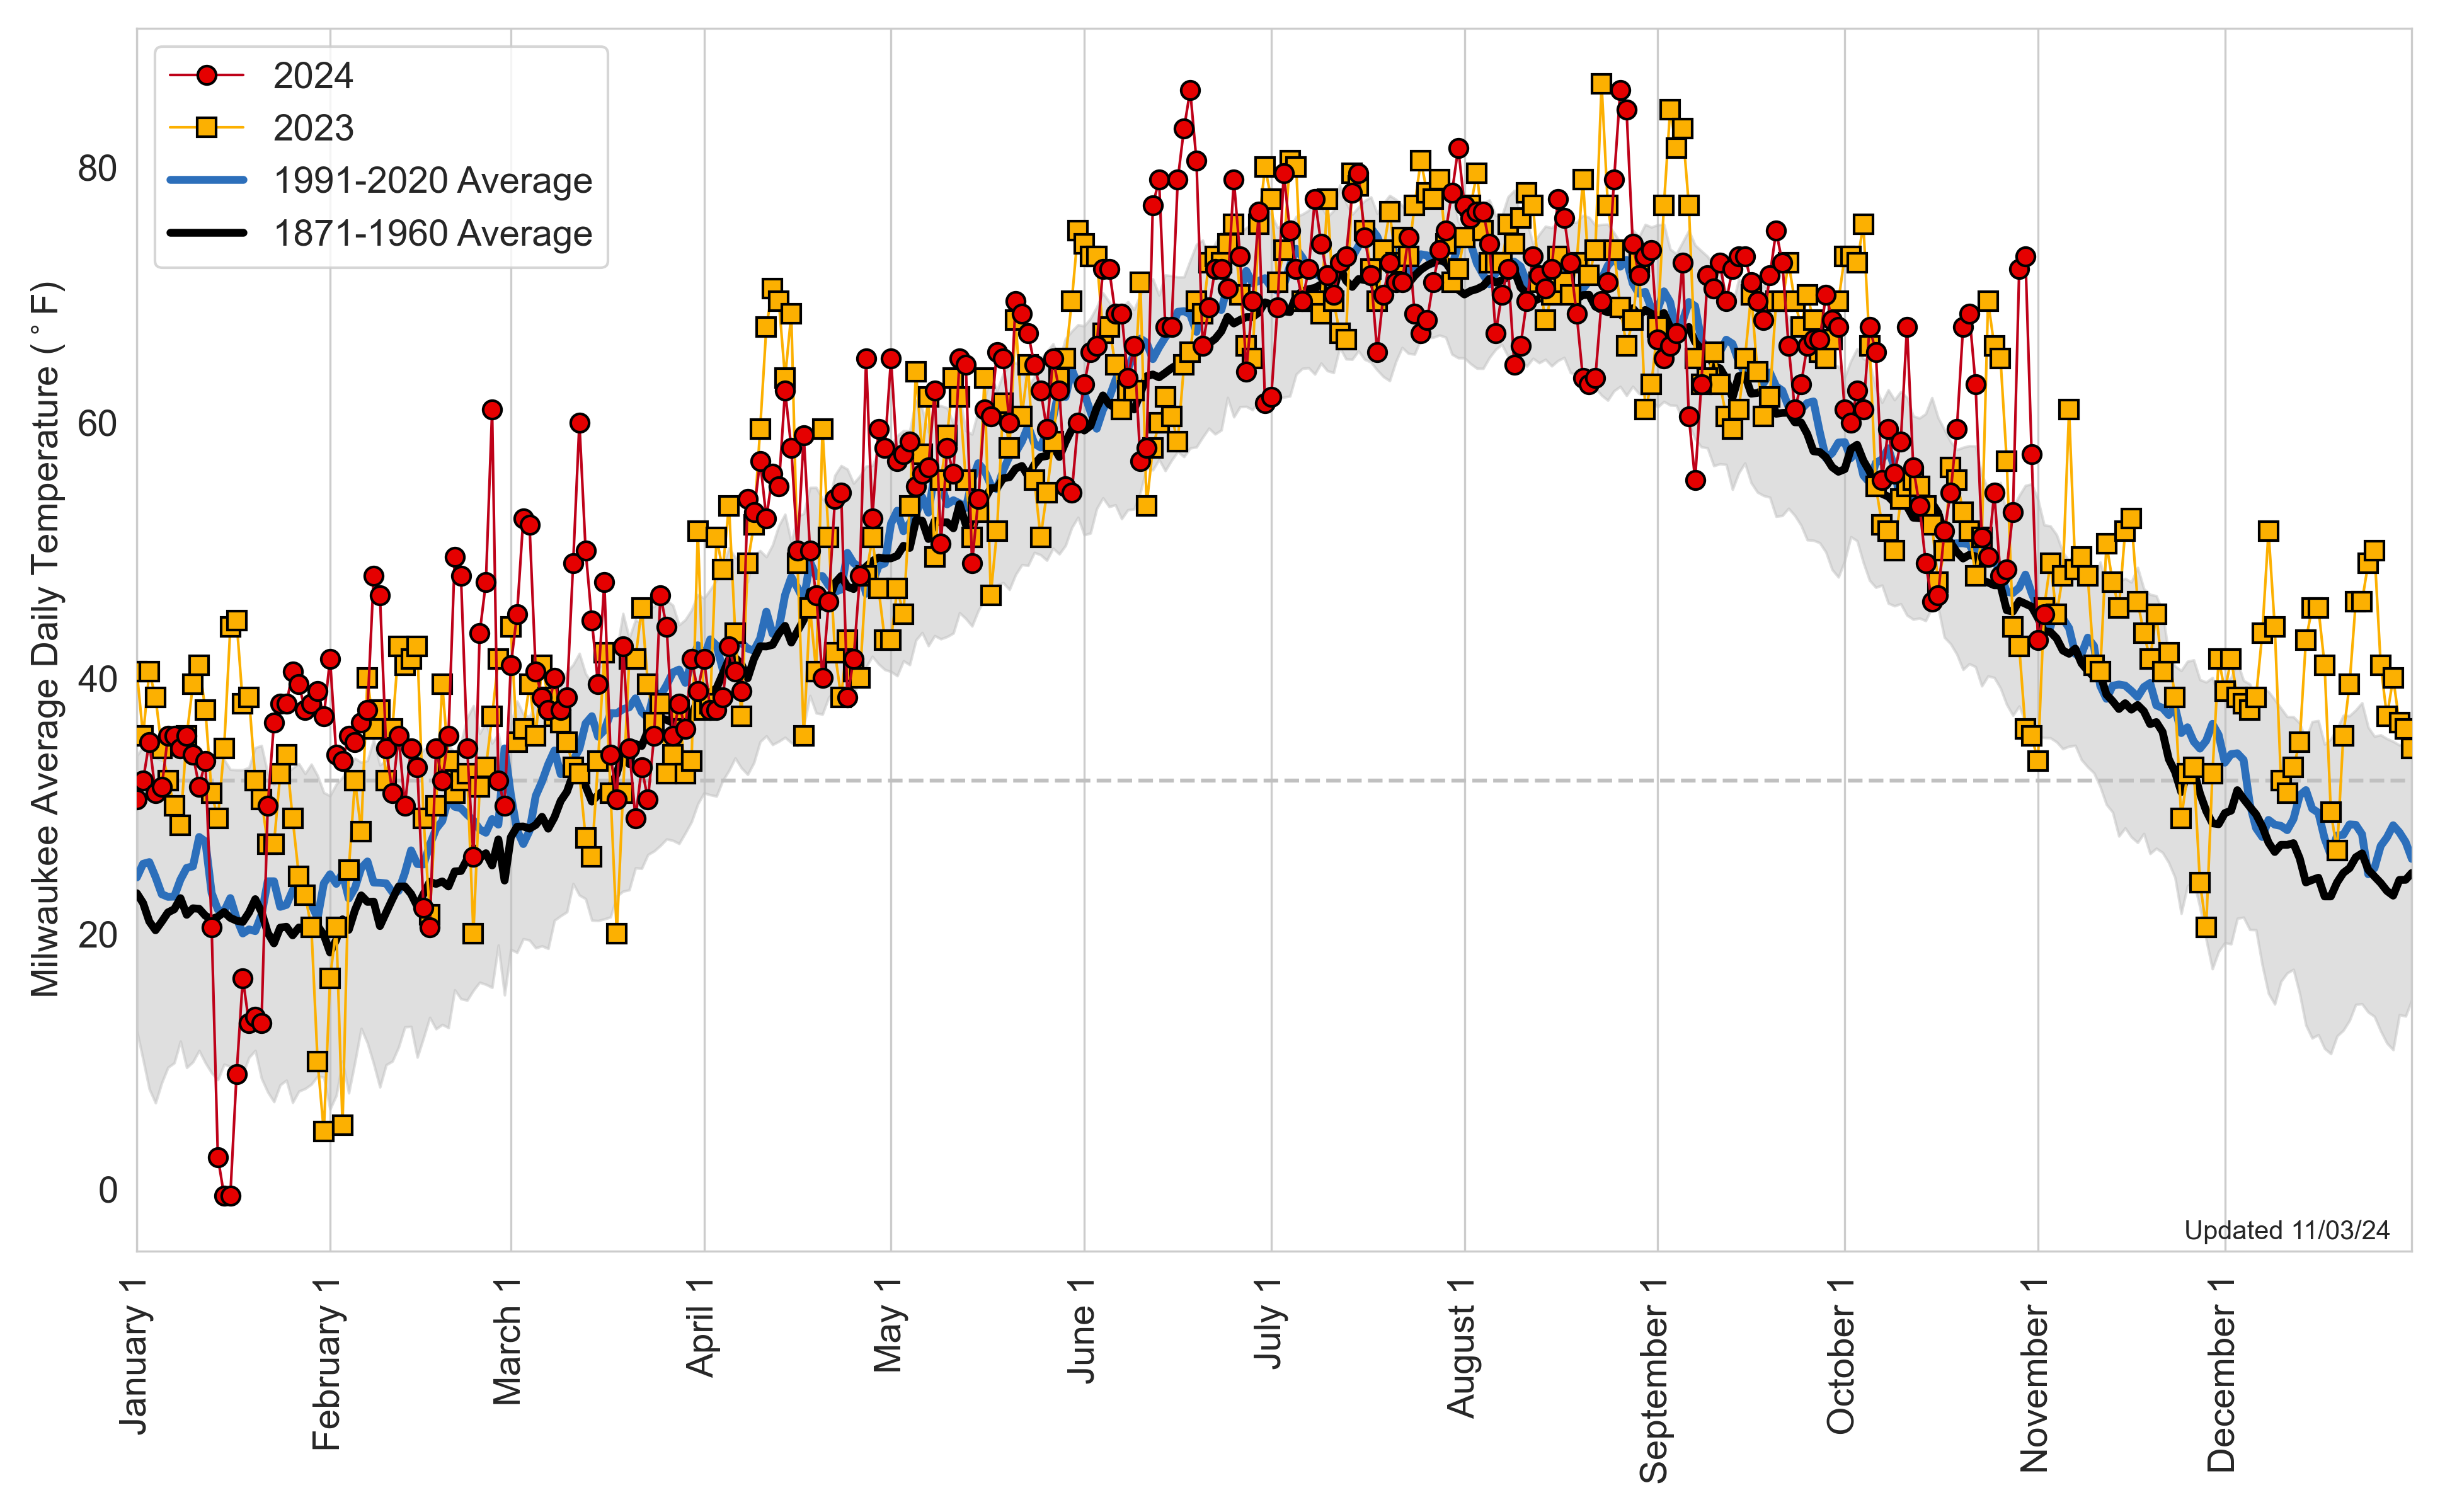 2024
2023
1991-2020 Average
1871-1960 Average
Milwaukee Average Daily Temperature (°F)
80
60
40
20
0
Updated 11/03/24
January 1
February 1
March 1
April 1
May 1
June 1
July 1
August 1
September 1
October 1
November 1
December 1